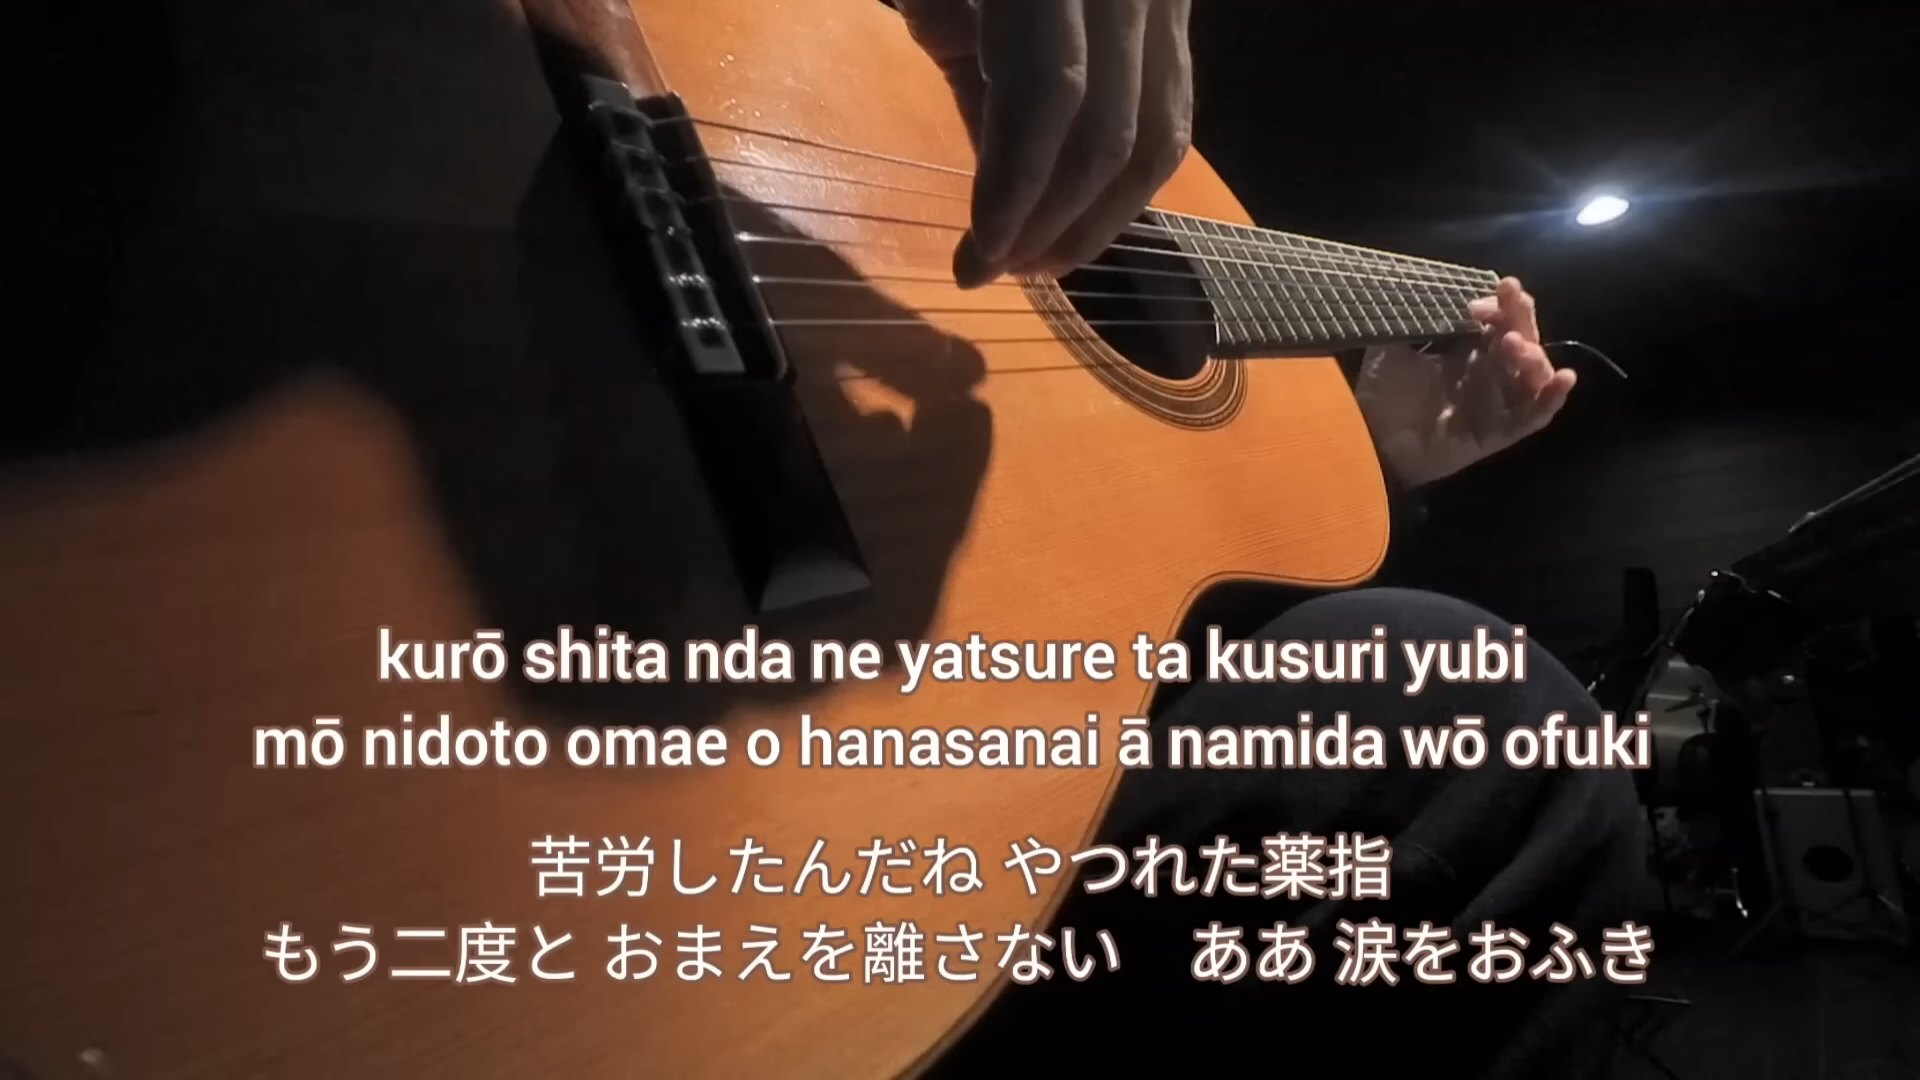 kurō shita nda ne yatsure ta kusuri yubi
mō nidoto omae o hanasanai ā namida wō ofuki
苦労したんだね やつれた薬指
もう二度と おまえを離さない　ああ 涙をおふき